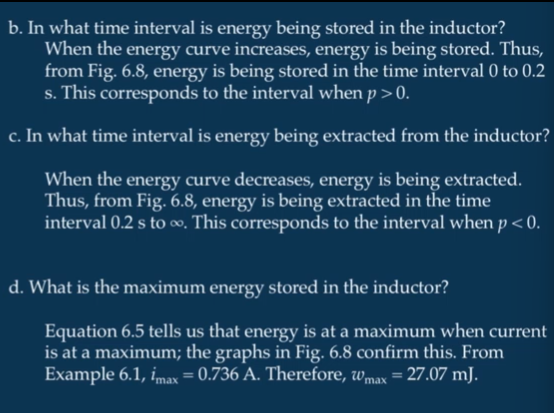 b. In what time interval is energy being stored in the inductor?
When the energy curve increases, energy is being stored. Thus,
from Fig. 6.8, energy is being stored in the time interval 0 to 0.2
s. This corresponds to the interval when p > 0.
c. In what time interval is energy being extracted from the inductor?
When the energy curve decreases, energy is being extracted.
Thus, from Fig. 6.8, energy is being extracted in the time
interval 0.2 s to ∞. This corresponds to the interval when p < 0.
d. What is the maximum energy stored in the inductor?
Equation 6.5 tells us that energy is at a maximum when current
is at a maximum; the graphs in Fig. 6.8 confirm this. From
Example 6.1, imax = 0.736 A. Therefore, wmax = 27.07 mJ.